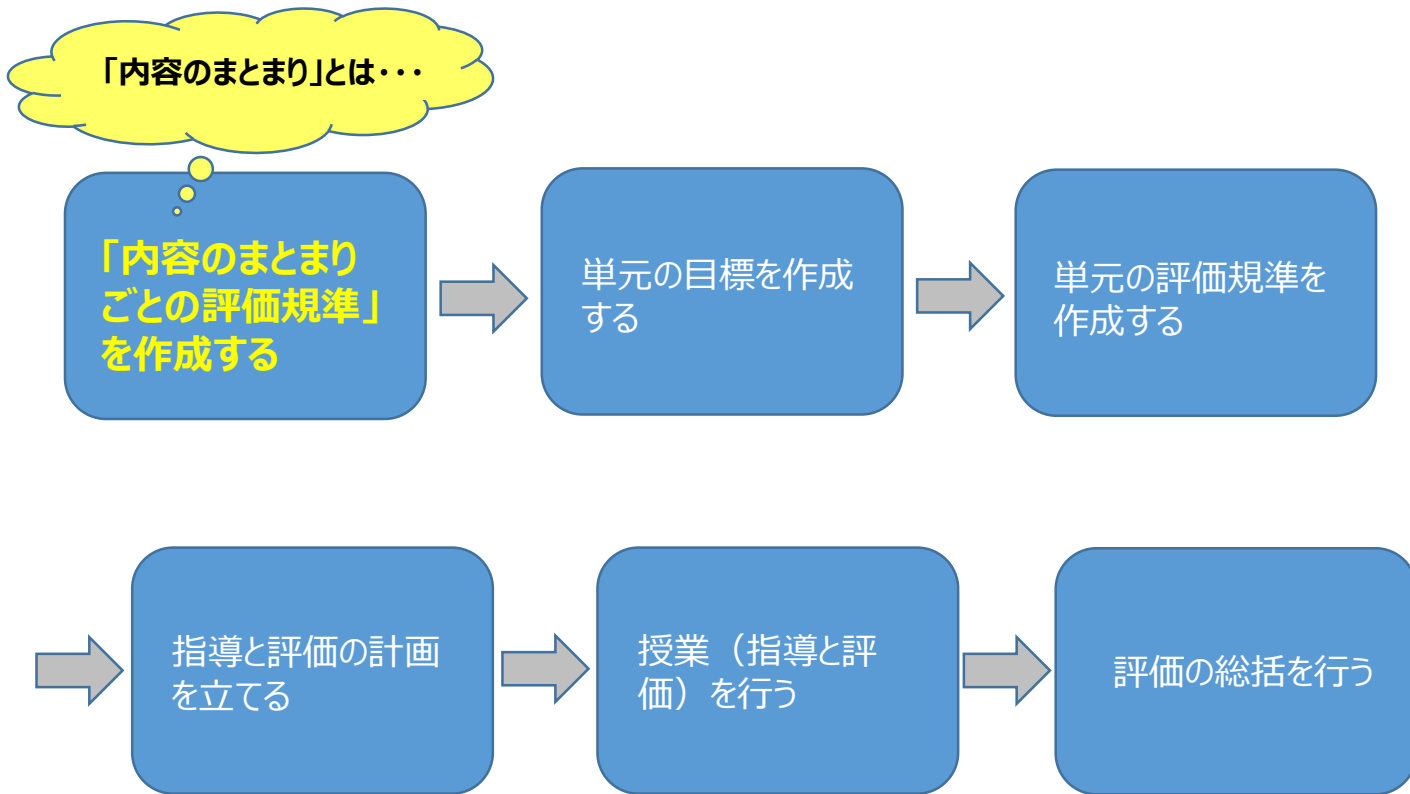 「内容のまとまり」とは・・・
「内容のまとまり
ごとの評価規準」
を作成する
単元の目標を作成
する
単元の評価規準を
作成する
指導と評価の計画
を立てる
授業（指導と評
価）を行う
評価の総括を行う